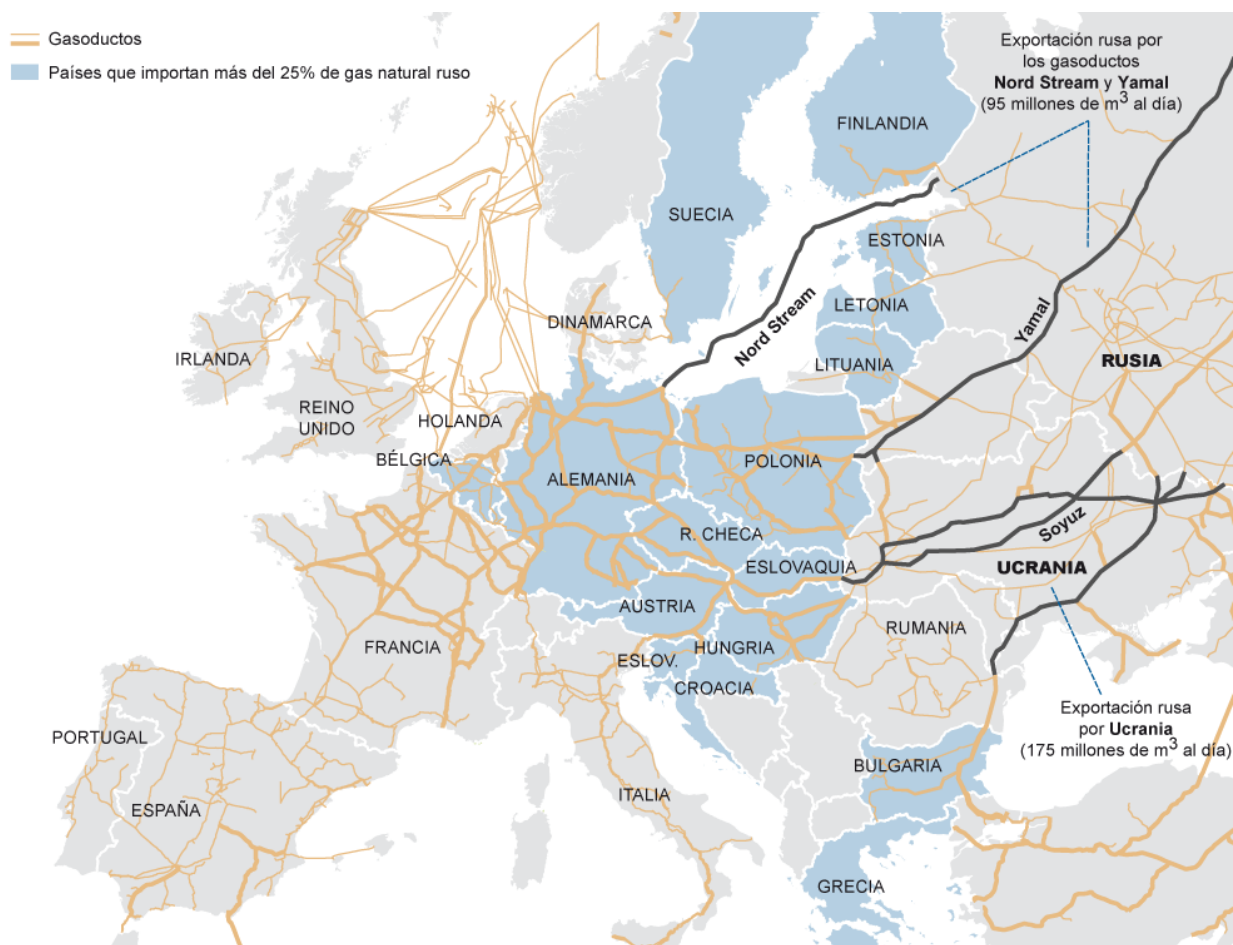 Gasoductos
Países que importan más del 25% de gas natural ruso
Exportación rusa por
los gasoductos
Nord Stream y Yamal
(95 millones de m³ al día)
FINLANDIA
SUECIA
ESTONIA
LETONIA
LITUANIA
Nord Stream
Yamal
RUSIA
DINAMARCA
IRLANDA
REINO
UNIDO
HOLANDA
BÉLGICA
ALEMANIA
POLONIA
R. CHECA
ESLOVAQUIA
Soyuz
UCRANIA
AUSTRIA
RUMANIA
FRANCIA
HUNGRIA
ESLOV.
CROACIA
Exportación rusa
por Ucrania
(175 millones de m³ al día)
PORTUGAL
ESPAÑA
ITALIA
BULGARIA
GRECIA